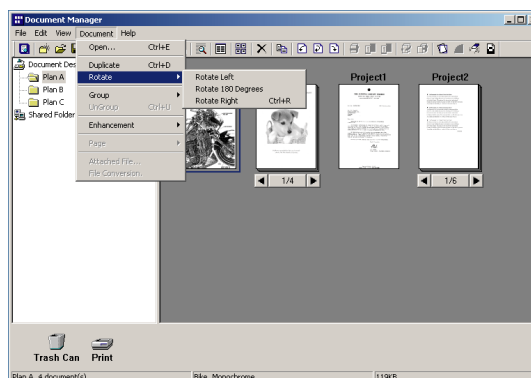 Document Manager
File Edit View Document Help
Open... Ctrl+E
Duplicate Ctrl+D
Rotate
Group
UnGroup Ctrl+U
Enhancement
Page
Attached File...
File Conversion.
Rotate Left
Rotate 180 Degrees
Rotate Right Ctrl+R
Document Des
Plan A
Plan B
Plan C
Shared Folder
Project1
Project2
1/4
1/6
Trash Can
Print
Plan A, 4 document(s)
Bike, Monochrome
119KB